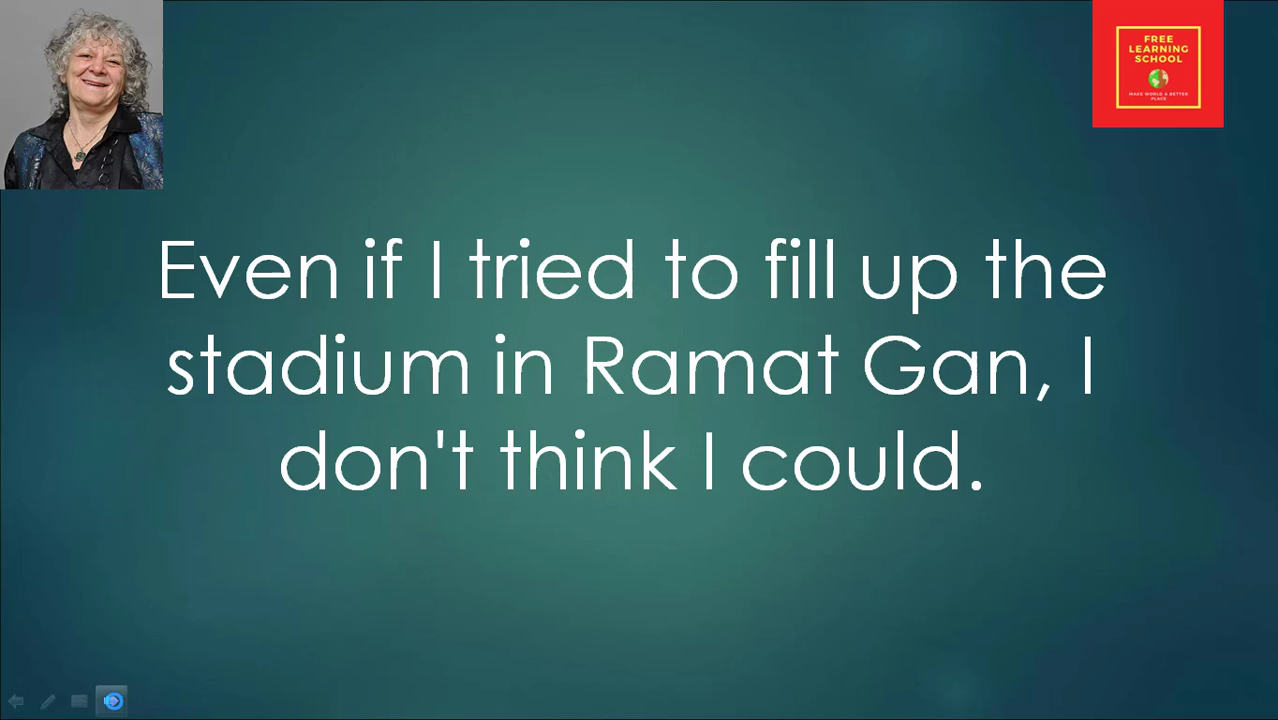 FREE
LEARNING
SCHOOL
MAKE WORLD A BETTER
PLACE
Even if I tried to fill up the
stadium in Ramat Gan, I
don't think I could.